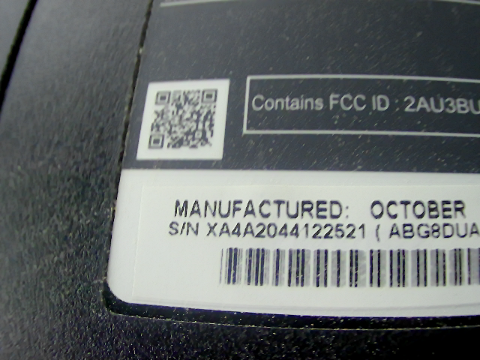 Contains FCC ID : 2AU3BU
MANUFACTURED: OCTOBER
S/N XA4A2044122521 ( ABG8DUA